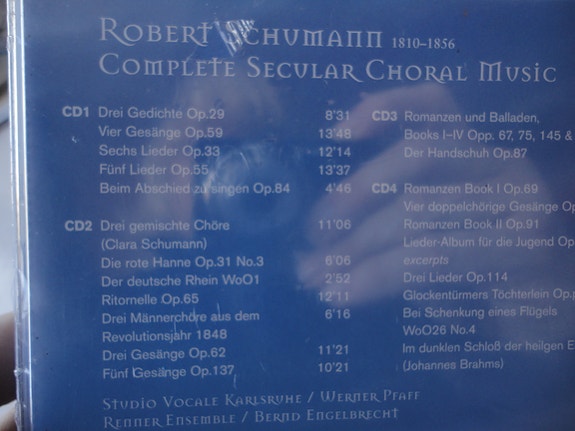 ROBERT SCHUMANN 1810–1856
COMPLETE SECULAR CHORAL MUSIC
CD1 Drei Gedichte Op.29 8'31
Vier Gesänge Op.59 13'48
Sechs Lieder Op.33 12'14
Fünf Lieder Op.55 13'37
Beim Abschied zu singen Op.84 4'46
CD2 Drei gemischte Chöre 11'06
(Clara Schumann)
Die rote Hanne Op.31 No.3 6'06
Der deutsche Rhein WoO1 2'52
Ritornelle Op.65 12'11
Drei Männerchöre aus dem 6'16
Revolutionsjahr 1848
Drei Gesänge Op.62 11'21
Fünf Gesänge Op.137 10'21
CD3 Romanzen und Balladen,
Books I–IV Opp. 67, 75, 145 &
Der Handschuh Op.87
CD4 Romanzen Book I Op.69
Vier doppelchörige Gesänge
Romanzen Book II Op.91
Lieder-Album für die Jugend
excerpts
Drei Lieder Op.114
Glockentürmers Töchterlein
Bei Schenkung eines Flügels
WoO26 No.4
Im dunklen Schloß der heilgen
(Johannes Brahms)
STUDIO VOCALE KARLSRUHE / WERNER PFAFF
RENNER ENSEMBLE / BERND ENGELBRECHT